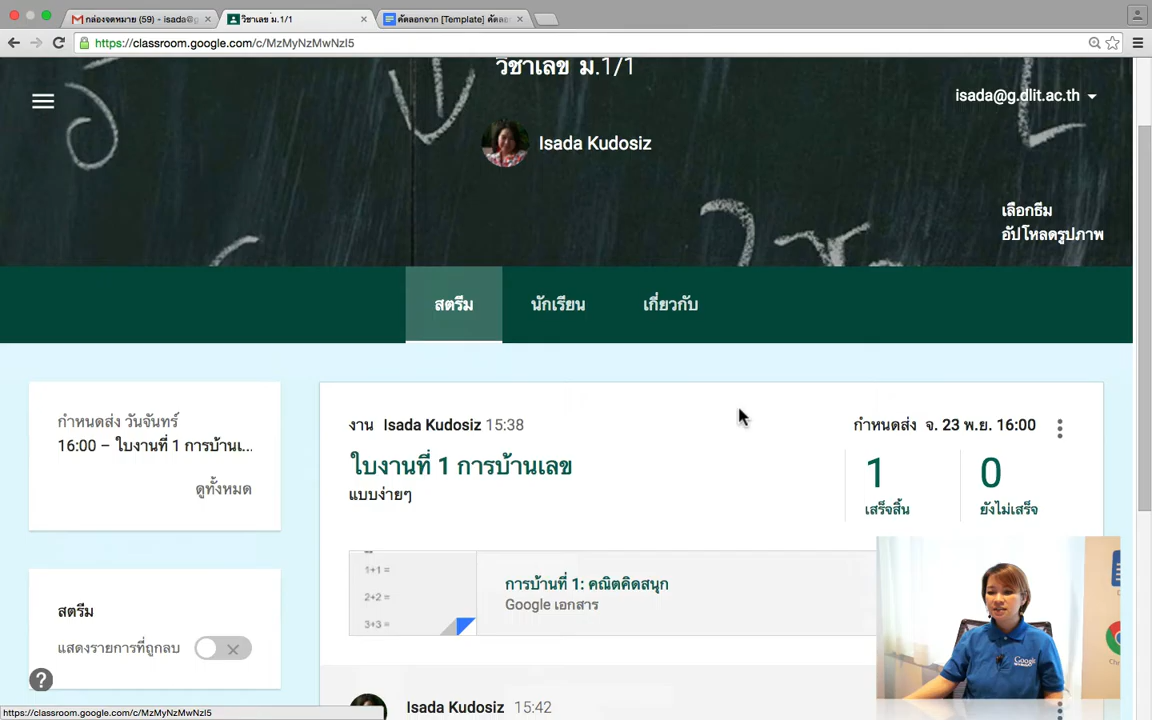 กล่องจดหมาย (59) - isada@g
วิชาเลข ม.1/1
คัดลอกจาก [Template] คัดลอ
https://classroom.google.com/c/MzMyNzMwNzI5
วิชาเลข ม.1/1
isada@g.dlit.ac.th
Isada Kudosiz
เลือกธีม
อัปโหลดรูปภาพ
สตรีม
นักเรียน
เกี่ยวกับ
กำหนดส่ง วันจันทร์
16:00 – ใบงานที่ 1 การบ้านเ...
ดูทั้งหมด
งาน Isada Kudosiz 15:38
กำหนดส่ง จ. 23 พ.ย. 16:00
ใบงานที่ 1 การบ้านเลข
แบบง่ายๆ
1
เสร็จสิ้น
0
ยังไม่เสร็จ
1+1 =
2+2 =
3+3 =
การบ้านที่ 1: คณิตคิดสนุก
Google เอกสาร
สตรีม
แสดงรายการที่ถูกลบ
Google
Isada Kudosiz 15:42
?
https://classroom.google.com/c/MzMyNzMwNzI5